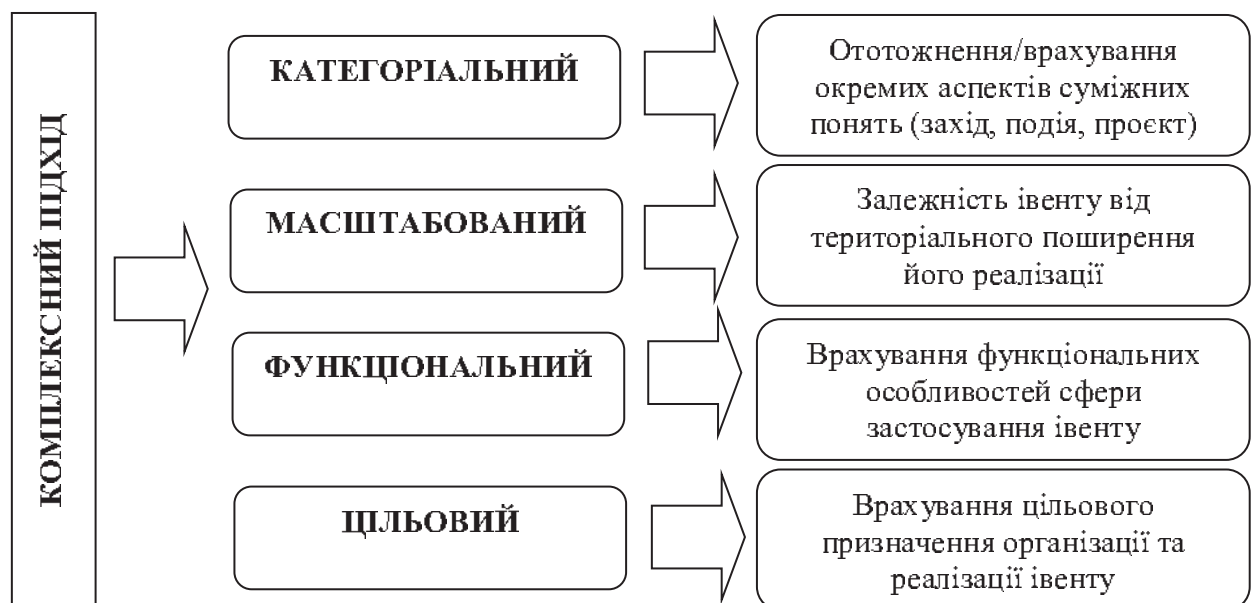 КОМПЛЕКСНИЙ ПІДХІД
КАТЕГОРІАЛЬНИЙ
Ототожнення/врахування
окремих аспектів суміжних
понять (захід, подія, проєкт)
МАСШТАБОВАНИЙ
Залежність івенту від
територіального поширення
його реалізації
ФУНКЦІОНАЛЬНИЙ
Врахування функціональних
особливостей сфери
застосування івенту
ЦІЛЬОВИЙ
Врахування цільового
призначення організації та
реалізації івенту